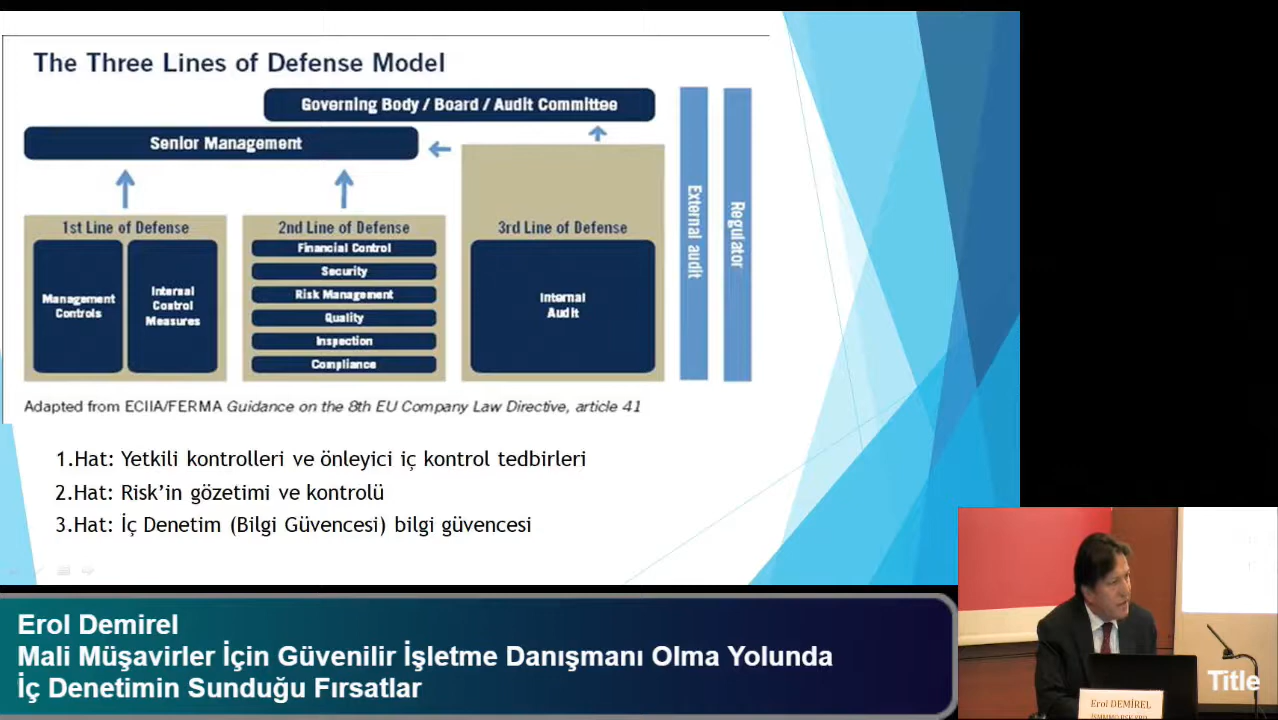 The Three Lines of Defense Model
Governing Body / Board / Audit Committee
Senior Management
1st Line of Defense
Management
Controls
Internal
Control
Measures
2nd Line of Defense
Financial Control
Security
Risk Management
Quality
Inspection
Compliance
3rd Line of Defense
Internal
Audit
External audit
Regulator
Adapted from ECIIA/FERMA Guidance on the 8th EU Company Law Directive, article 41
1.Hat: Yetkili kontrolleri ve önleyici iç kontrol tedbirleri
2.Hat: Risk’in gözetimi ve kontrolü
3.Hat: İç Denetim (Bilgi Güvencesi) bilgi güvencesi
Erol Demirel
Mali Müşavirler İçin Güvenilir İşletme Danışmanı Olma Yolunda
İç Denetimin Sunduğu Fırsatlar
Title
Erol DEMİREL